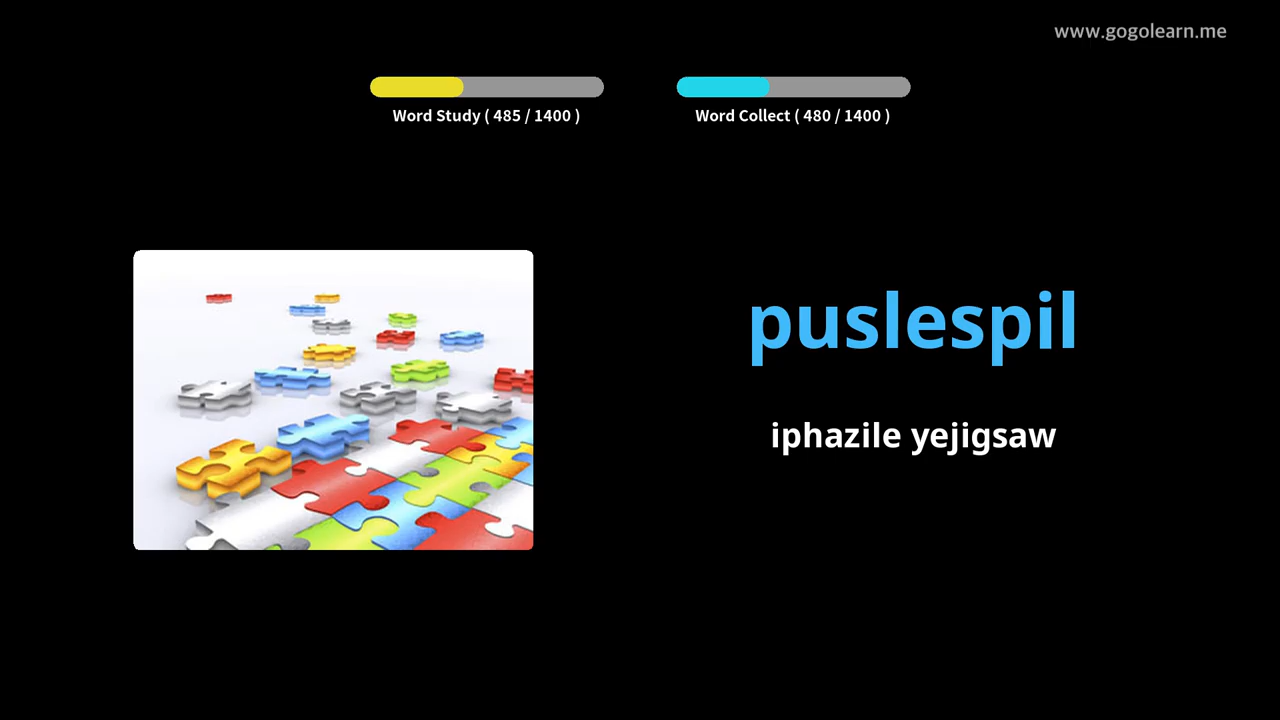 www.gogolearn.me
Word Study ( 485 / 1400 )
Word Collect ( 480 / 1400 )
puslespil
iphazile yejigsaw